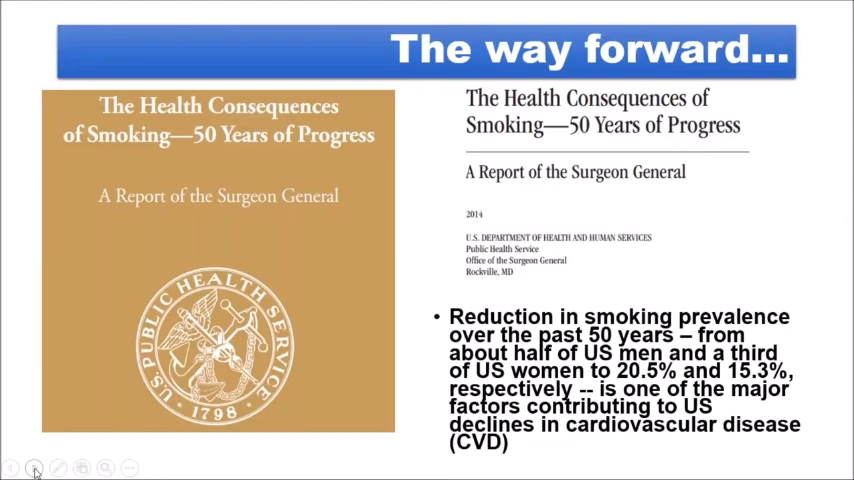 The way forward...
The Health Consequences
of Smoking—50 Years of Progress
A Report of the Surgeon General
U.S. PUBLIC HEALTH SERVICE
1798
The Health Consequences of
Smoking—50 Years of Progress
A Report of the Surgeon General
2014
U.S. DEPARTMENT OF HEALTH AND HUMAN SERVICES
Public Health Service
Office of the Surgeon General
Rockville, MD
• Reduction in smoking prevalence
over the past 50 years – from
about half of US men and a third
of US women to 20.5% and 15.3%,
respectively -- is one of the major
factors contributing to US
declines in cardiovascular disease
(CVD)